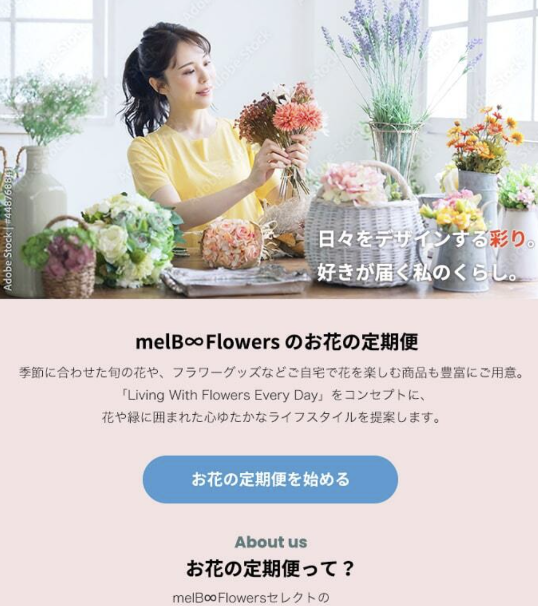 日々をデザインする彩り。
好きが届く私のくらし。
melB∞Flowers のお花の定期便
季節に合わせた旬の花や、フラワーグッズなどご自宅で花を楽しむ商品も豊富にご用意。
「Living With Flowers Every Day」をコンセプトに、
花や緑に囲まれた心ゆたかなライフスタイルを提案します。
お花の定期便を始める
About us
お花の定期便って？
melB∞Flowersセレクトの